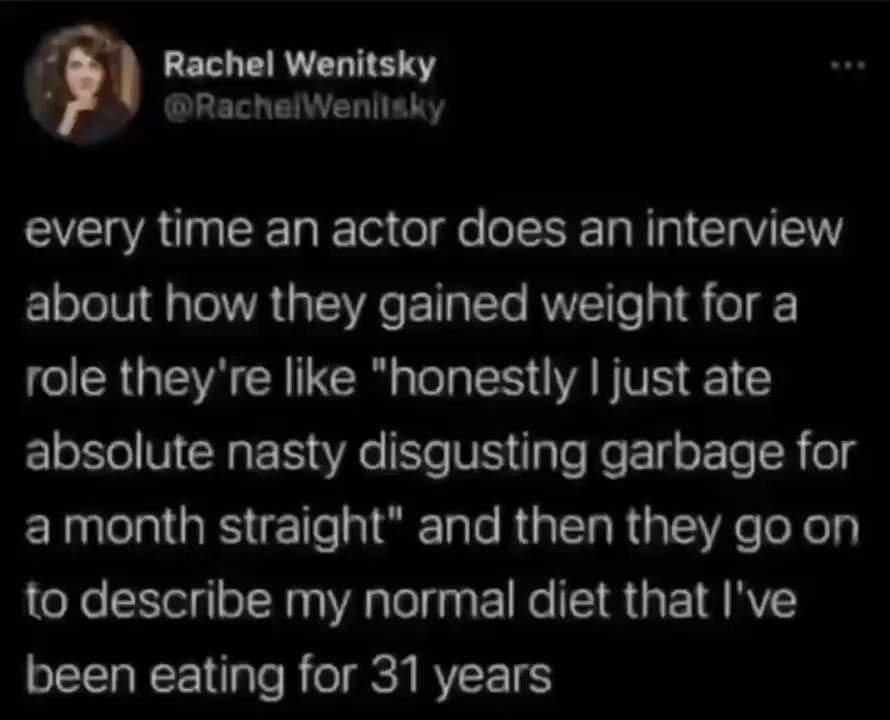 Rachel Wenitsky
@RachelWenitsky
every time an actor does an interview
about how they gained weight for a
role they're like "honestly I just ate
absolute nasty disgusting garbage for
a month straight" and then they go on
to describe my normal diet that I've
been eating for 31 years